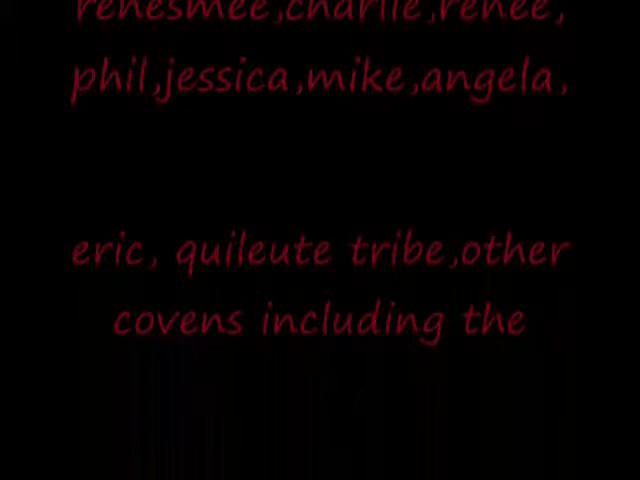 renesmee,charlie,renee,
phil,jessica,mike,angela,
eric, quileute tribe,other
covens including the